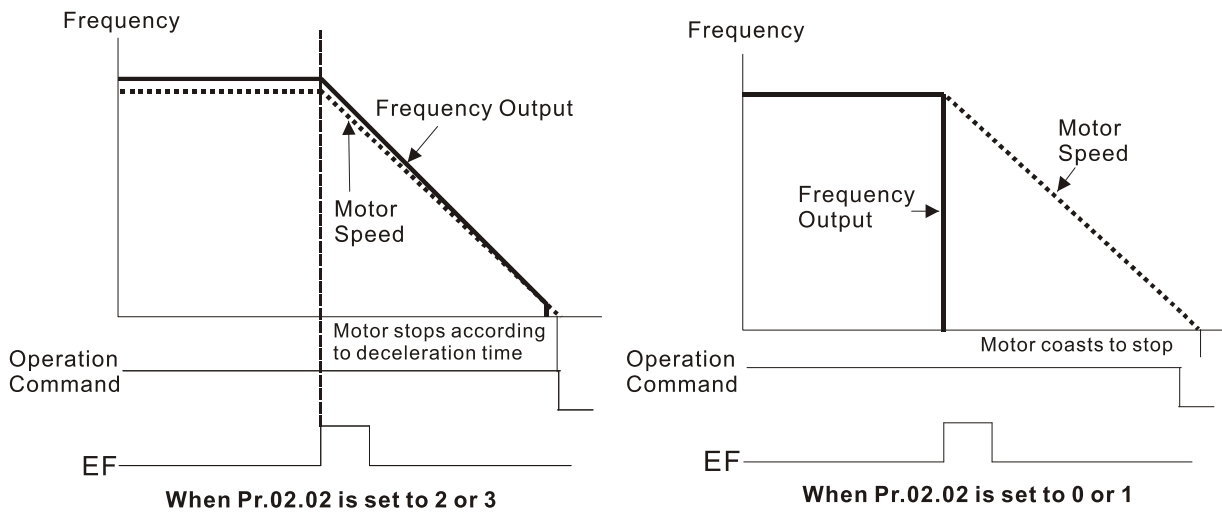 Frequency
Frequency Output
Motor
Speed
Motor stops according
to deceleration time
Operation
Command
EF
When Pr.02.02 is set to 2 or 3
Frequency
Motor
Speed
Frequency
Output
Motor coasts to stop
Operation
Command
EF
When Pr.02.02 is set to 0 or 1